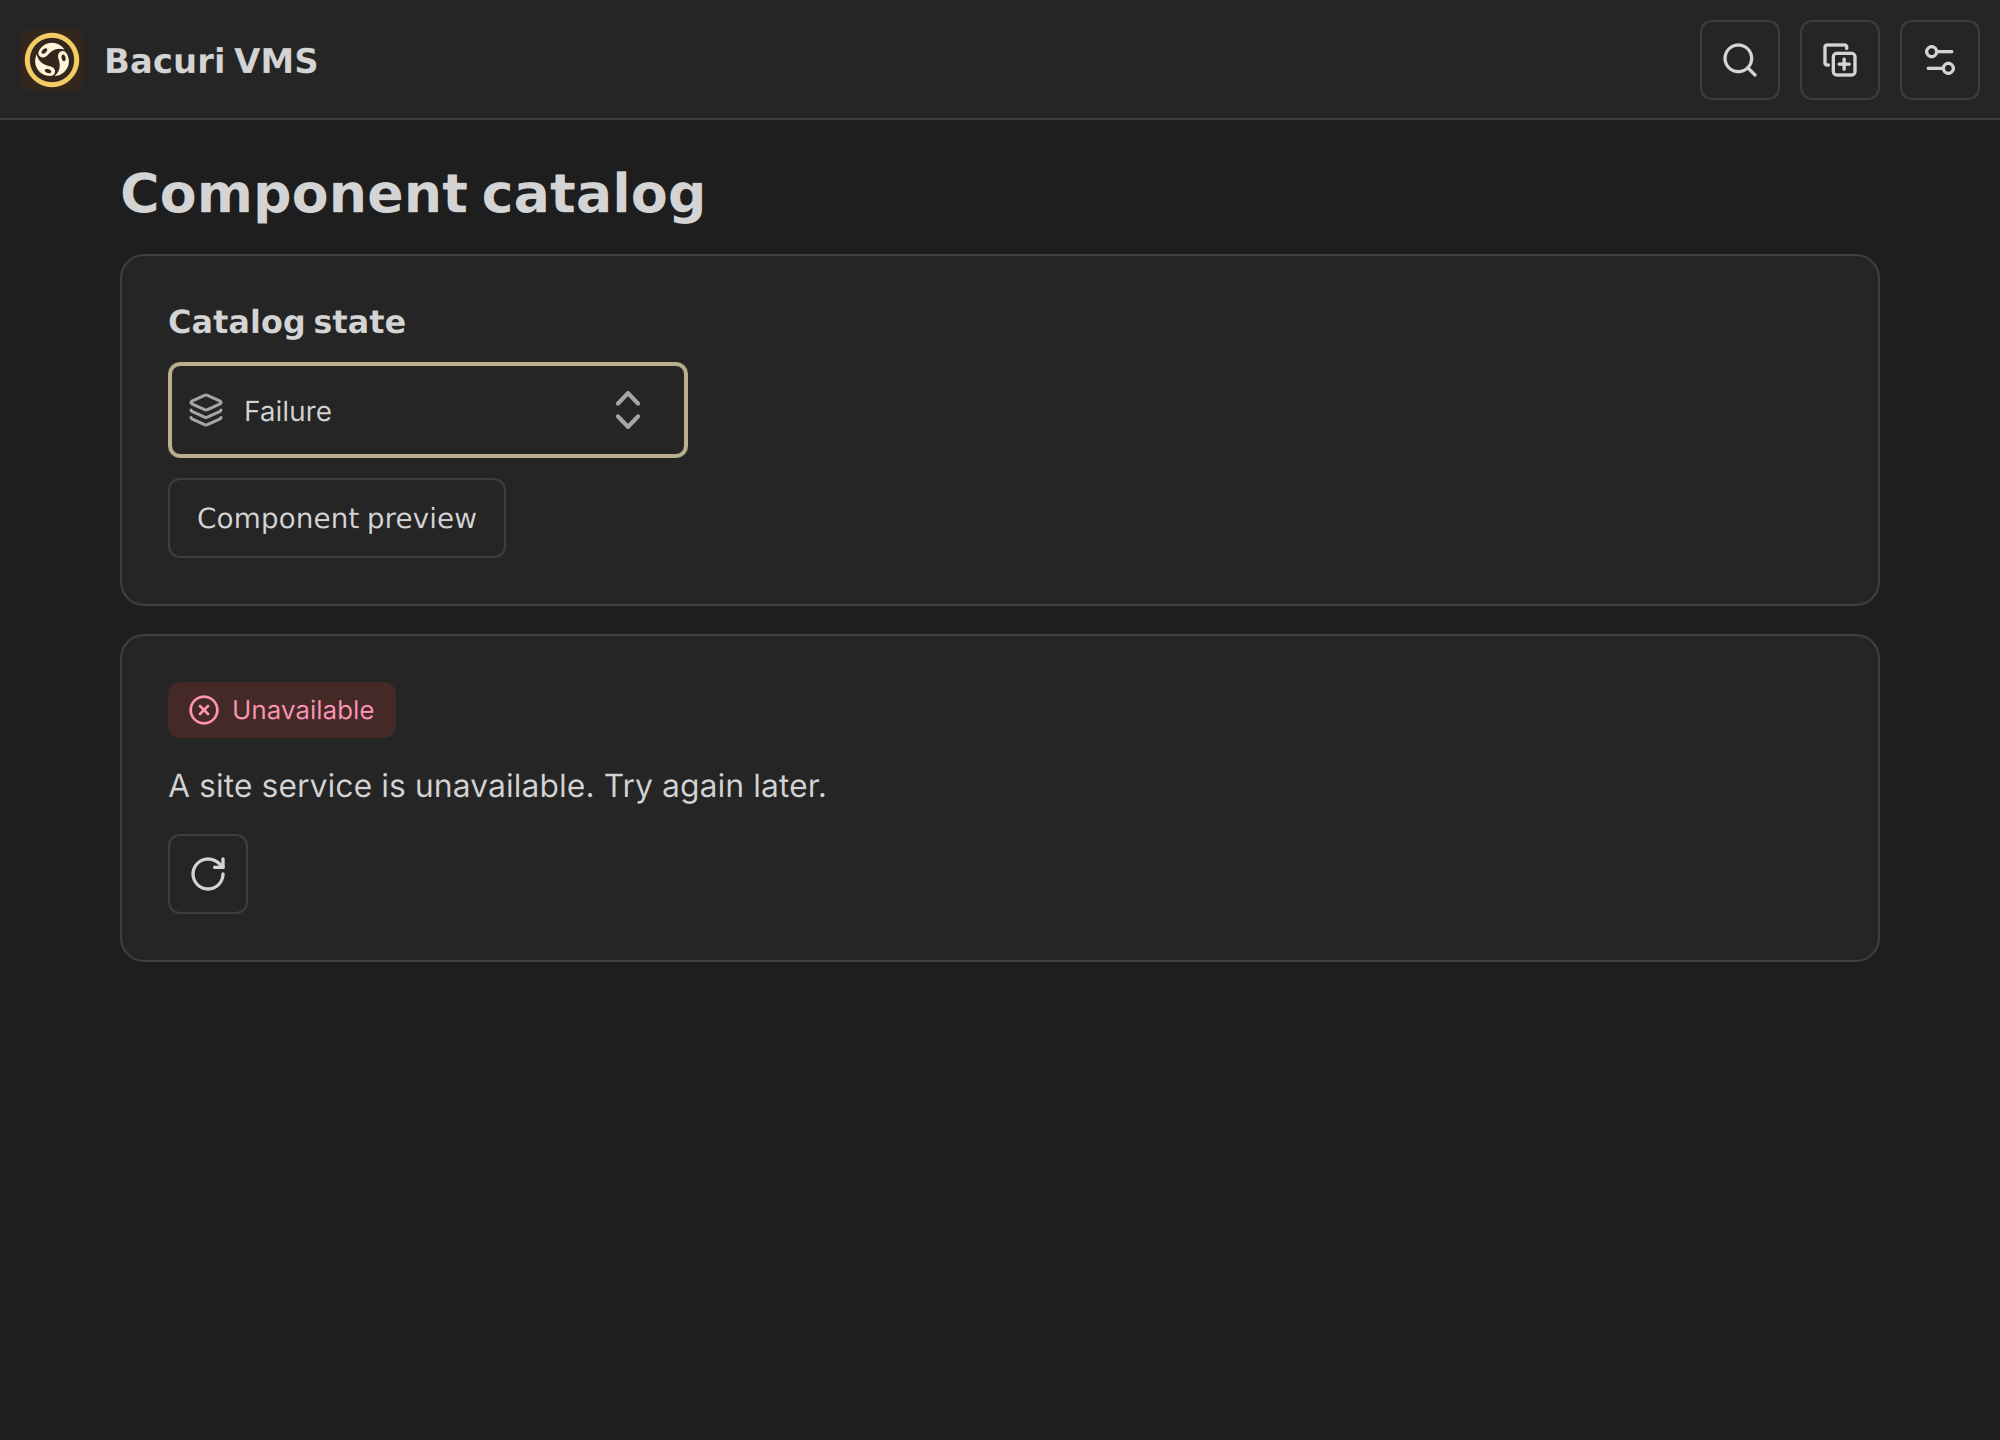 Bacuri VMS
Component catalog
Catalog state
Failure
Component preview
Unavailable
A site service is unavailable. Try again later.